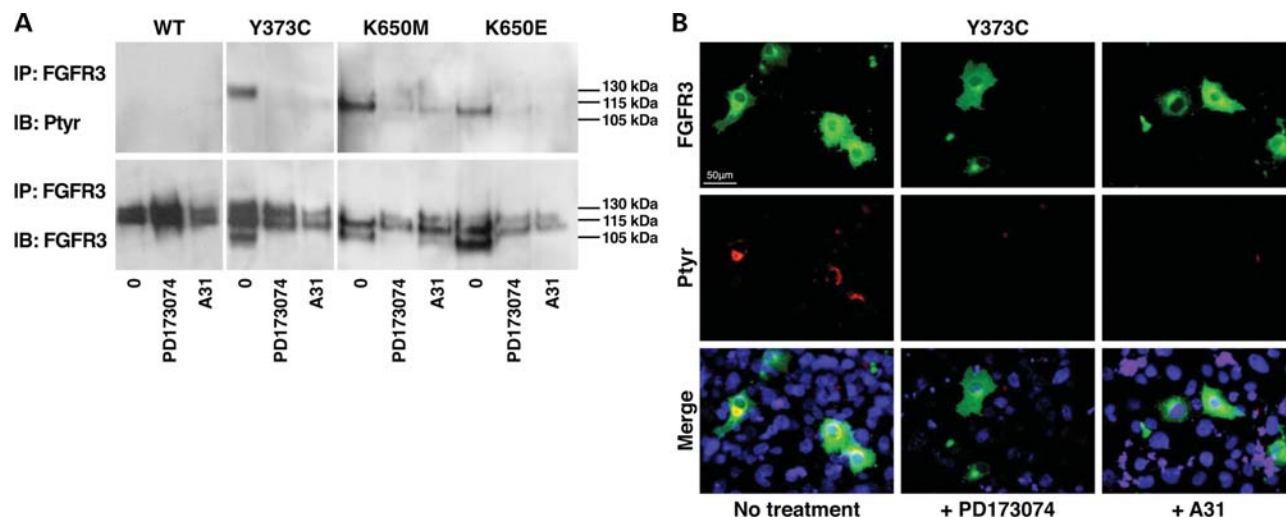 A
WT Y373C K650M K650E
IP: FGFR3
IB: Ptyr
130 kDa
115 kDa
105 kDa
IP: FGFR3
IB: FGFR3
130 kDa
115 kDa
105 kDa
0 PD173074 A31 0 PD173074 A31 0 PD173074 A31 0 PD173074 A31
B
Y373C
FGFR3
50µm
Ptyr
Merge
No treatment + PD173074 + A31